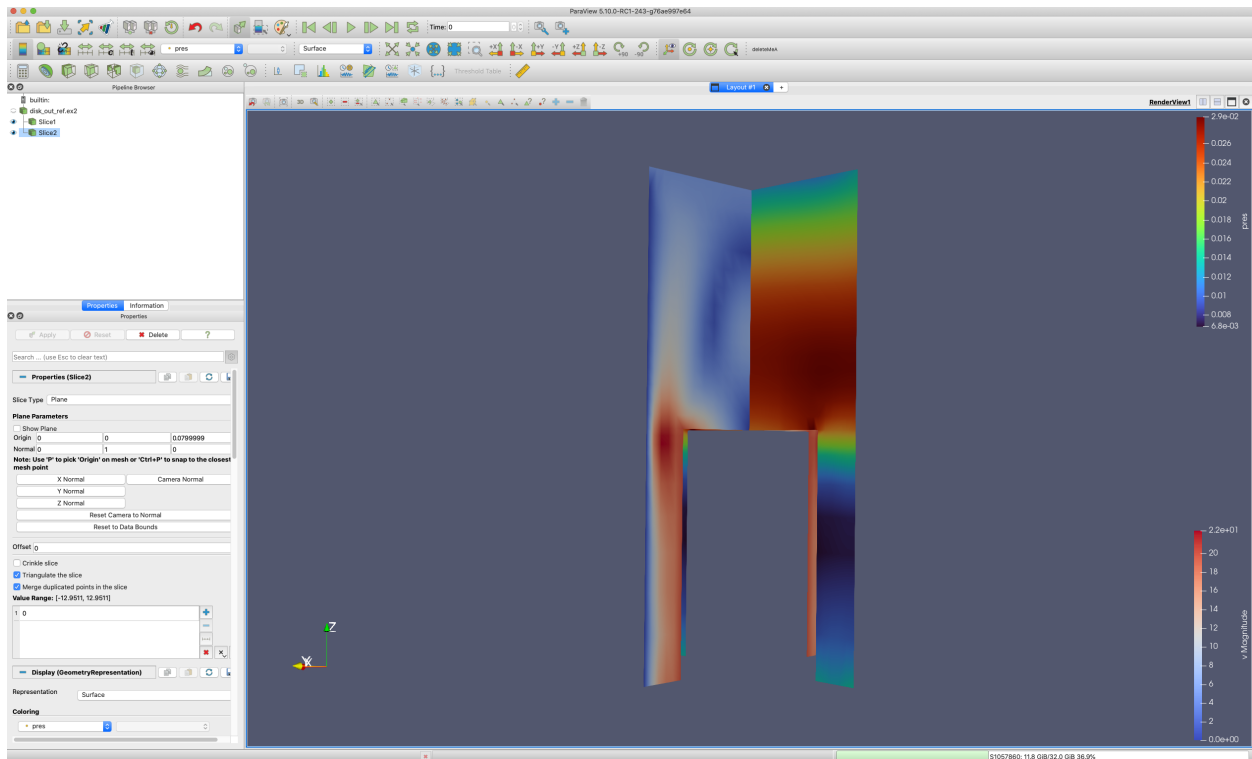 ParaView 5.10.0-RC1-243-g76ae997e64
Time: 0
pres
Surface
+X
-X
+Y
-Y
+Z
-Z
+90
-90
deleteMeA
Threshold Table
Pipeline Browser
Layout #1
builtin:
disk_out_ref.ex2
Slice1
Slice2
3D
RenderView1
Properties Information
Properties
Apply Reset Delete ?
Search ... (use Esc to clear text)
Properties (Slice2)
Slice Type Plane
Plane Parameters
Show Plane
Origin 0 0 0.0799999
Normal 0 1 0
Note: Use 'P' to pick 'Origin' on mesh or 'Ctrl+P' to snap to the closest
mesh point
X Normal Camera Normal
Y Normal
Z Normal
Reset Camera to Normal
Reset to Data Bounds
Offset 0
Crinkle slice
Triangulate the slice
Merge duplicated points in the slice
Value Range: [-12.9511, 12.9511]
1 0
Display (GeometryRepresentation)
Representation Surface
Coloring
pres
2.9e-02
0.026
0.024
0.022
0.02
0.018
0.016
0.014
0.012
0.01
0.008
6.8e-03
pres
2.2e+01
20
18
16
14
12
10
8
6
4
2
0.0e+00
v Magnitude
Z
S1057860: 11.8 GiB/32.0 GiB 36.9%